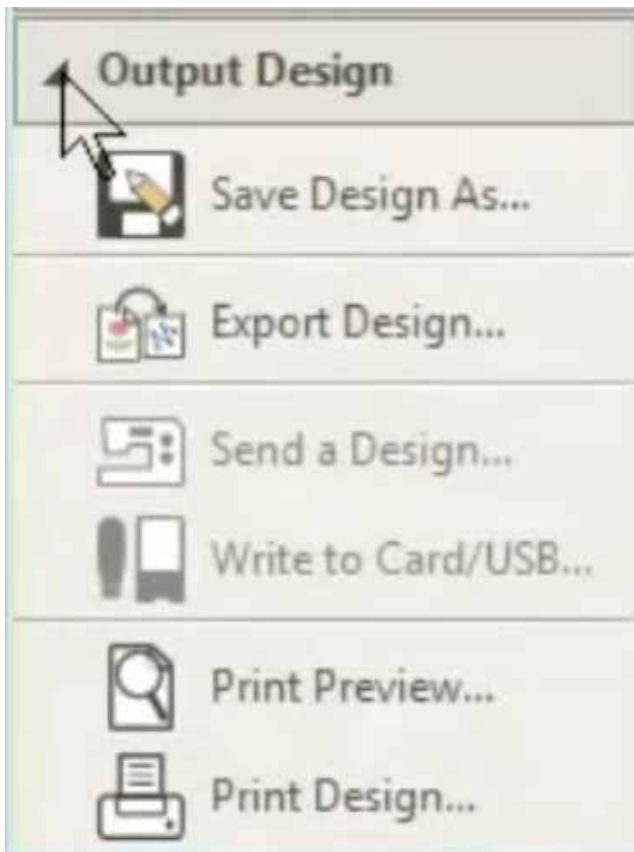 Output Design
Save Design As...
Export Design...
Send a Design...
Write to Card/USB...
Print Preview...
Print Design...